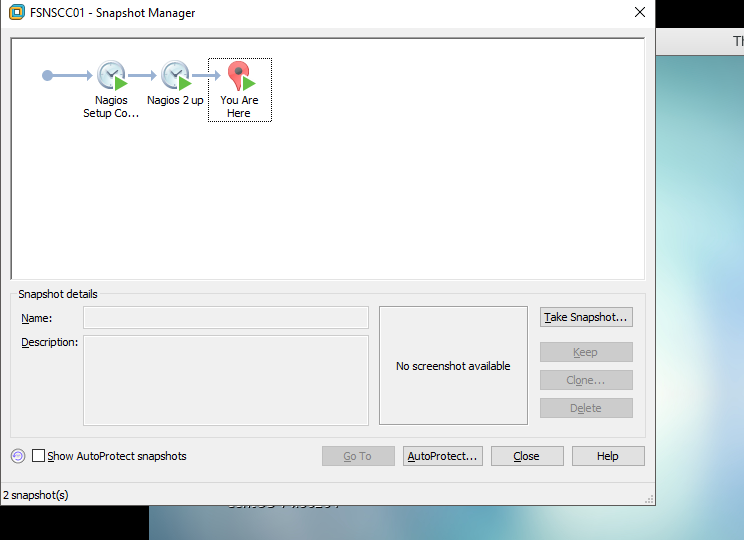 FSNSCC01 - Snapshot Manager
Th
Nagios
Setup Co...
Nagios 2 up
You Are
Here
Snapshot details
Name:
Description:
No screenshot available
Take Snapshot...
Keep
Clone...
Delete
Show AutoProtect snapshots
Go To
AutoProtect...
Close
Help
2 snapshot(s)